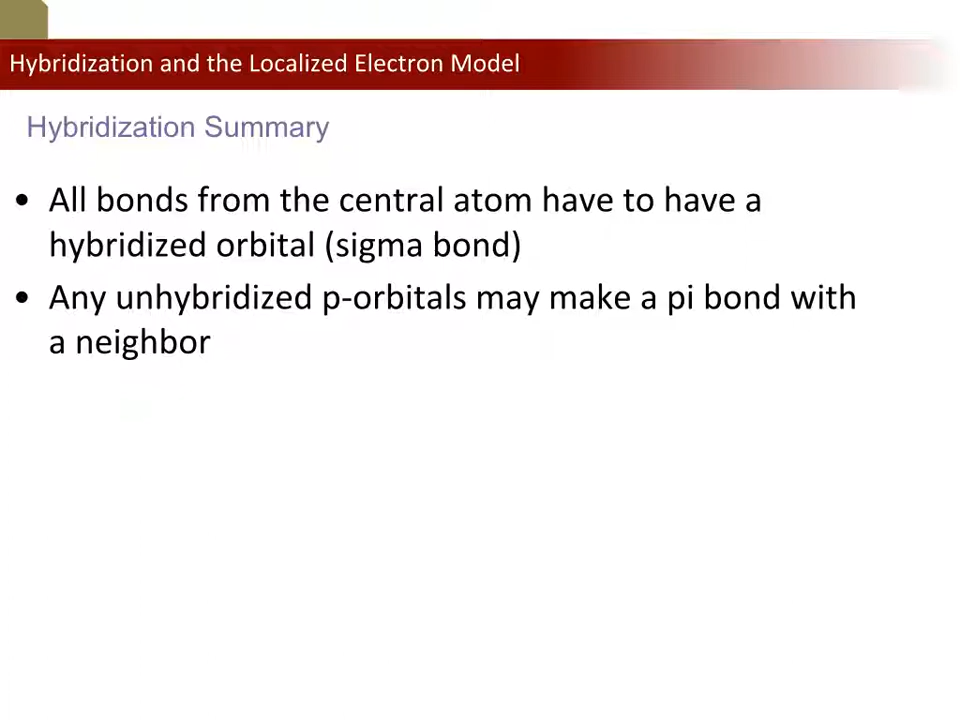 Hybridization and the Localized Electron Model
Hybridization Summary
• All bonds from the central atom have to have a
hybridized orbital (sigma bond)
• Any unhybridized p-orbitals may make a pi bond with
a neighbor